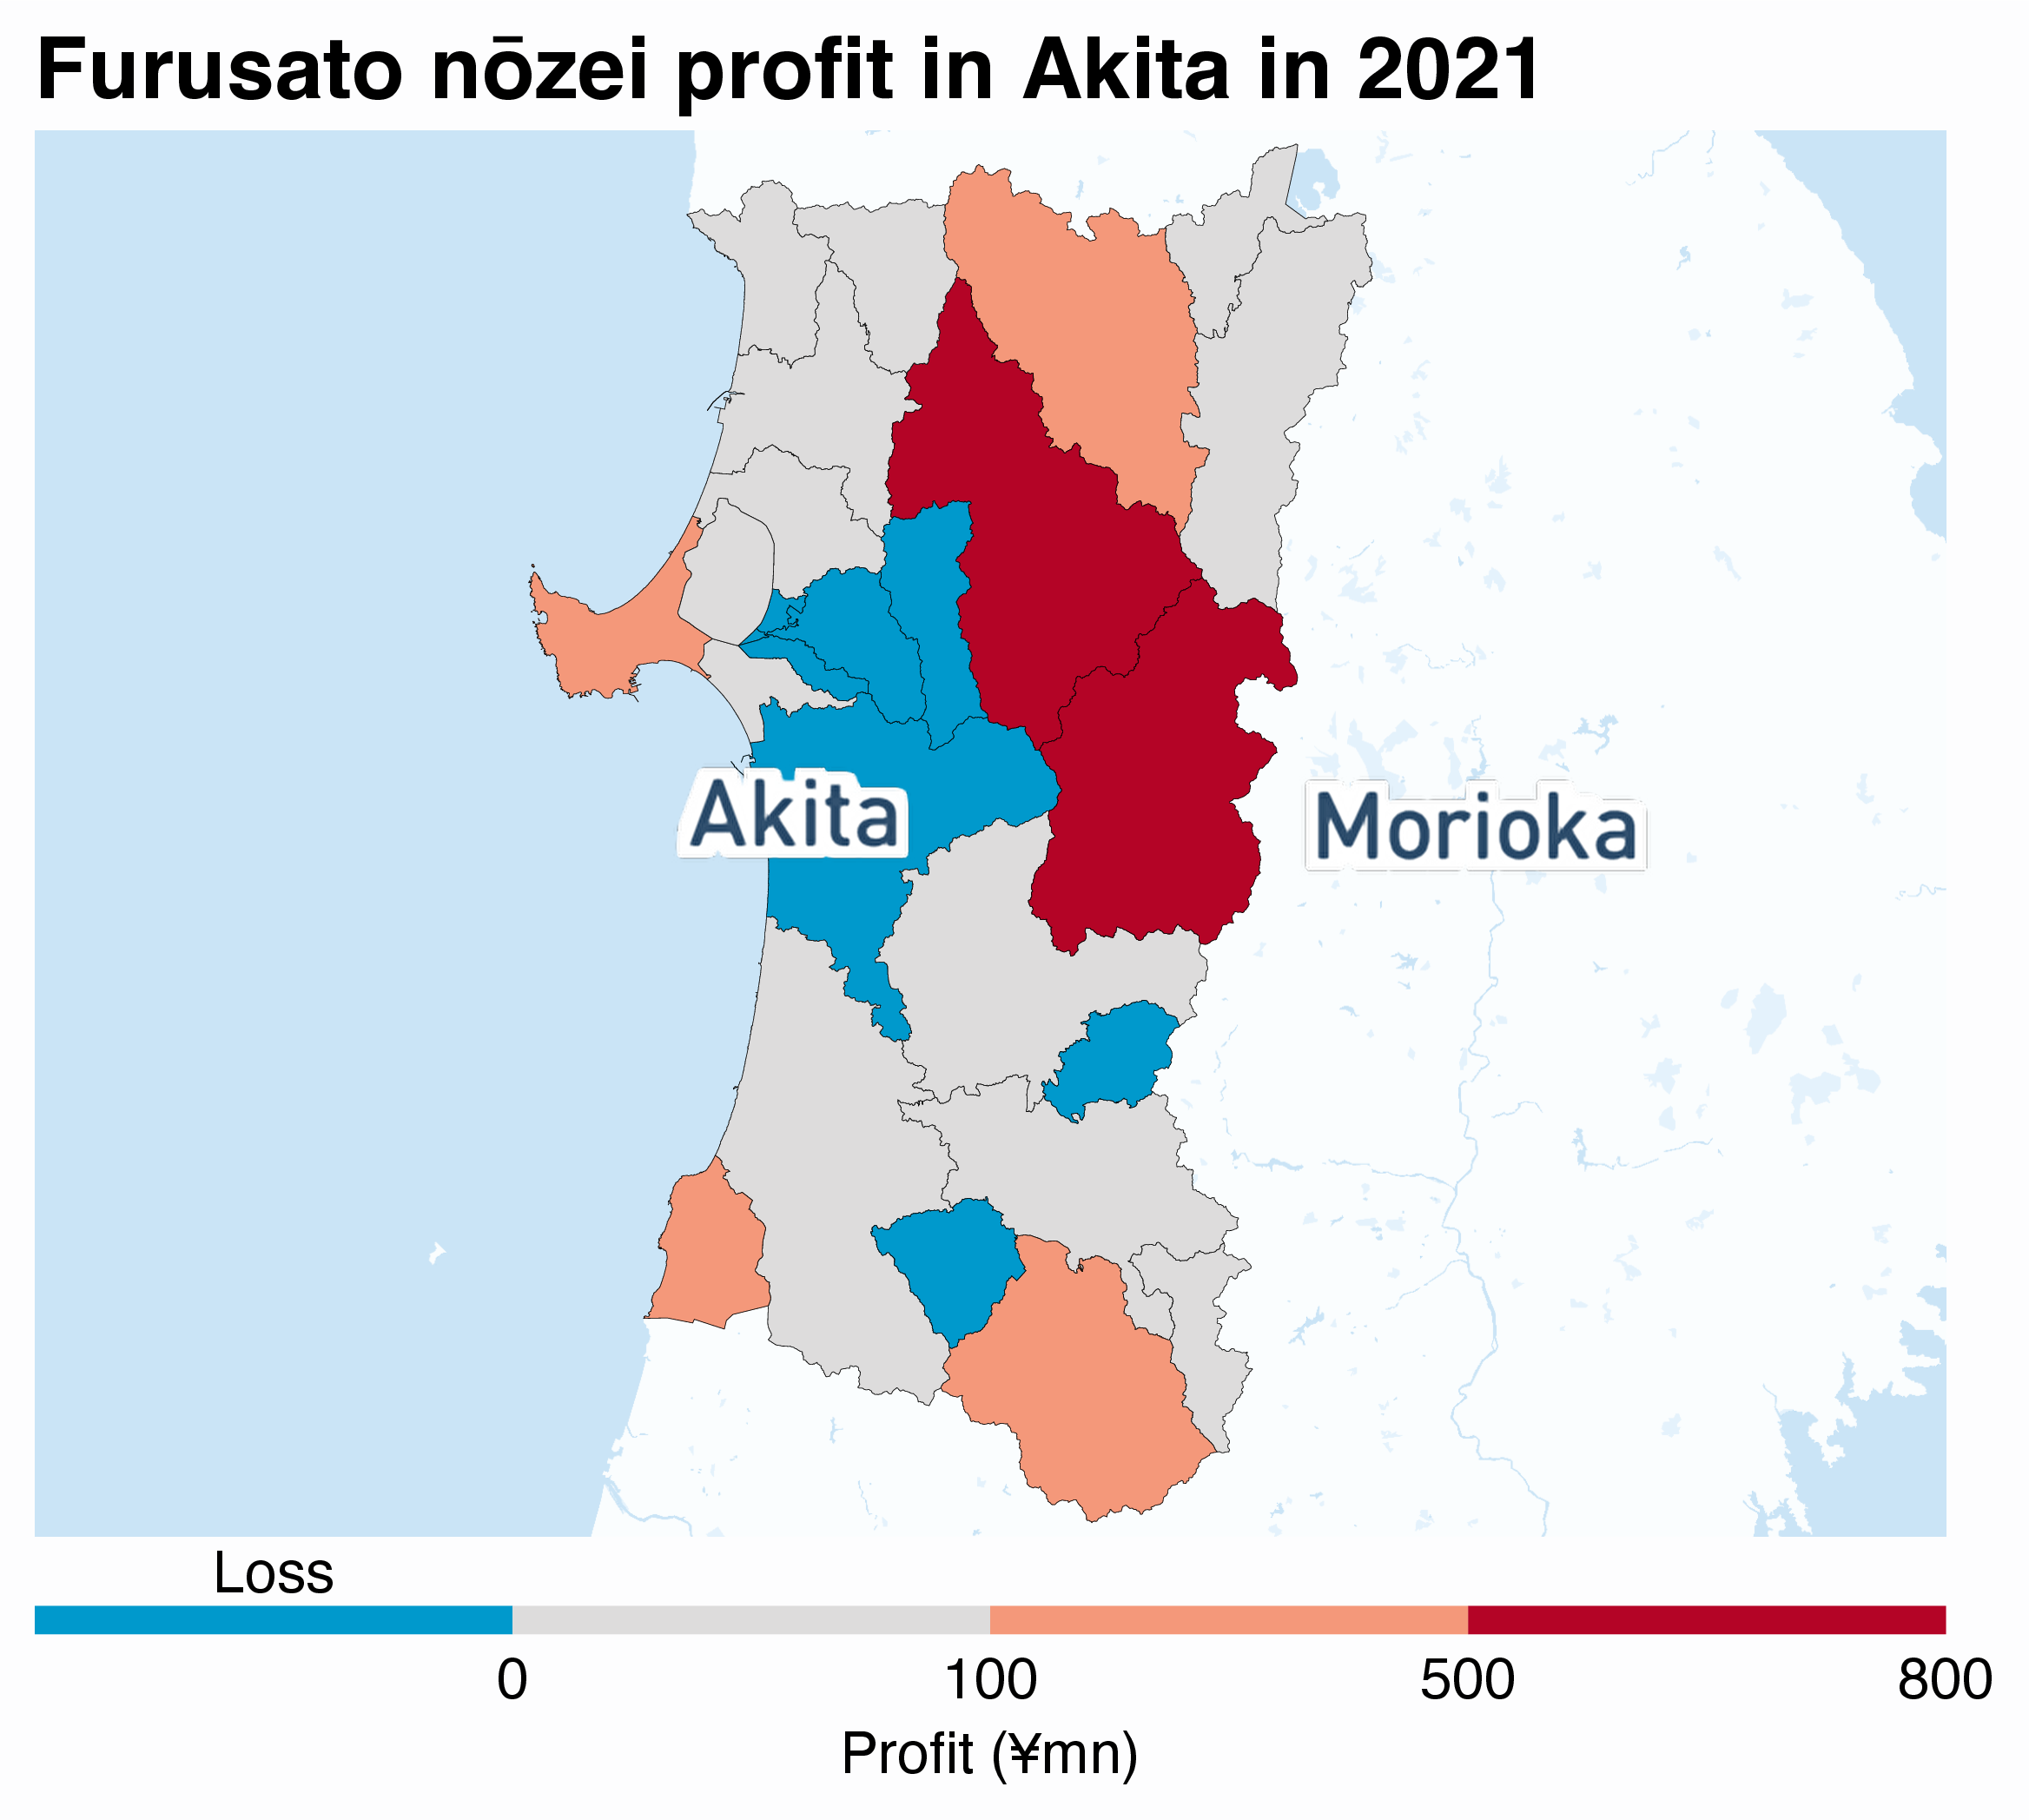 Furusato nōzei profit in Akita in 2021
Akita
Morioka
Loss
0 100 500 800
Profit (¥mn)